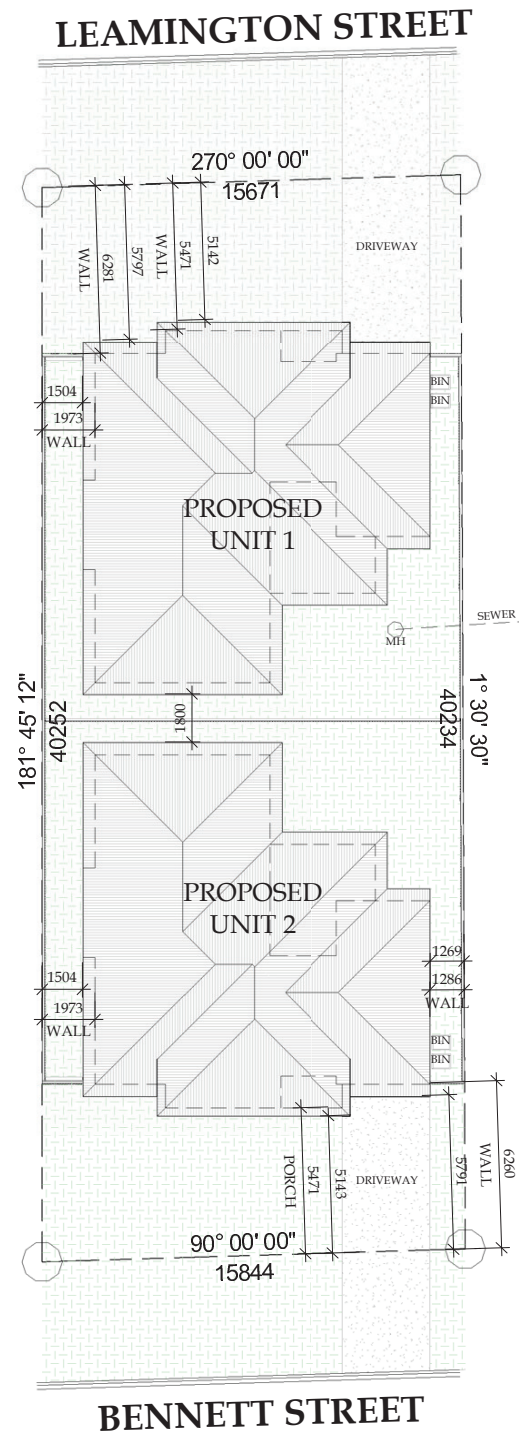 LEAMINGTON STREET
270° 00' 00"
15671
WALL
6281
5797
WALL
5471
5142
DRIVEWAY
BIN
BIN
1504
1973
WALL
PROPOSED
UNIT 1
SEWER
MH
181° 45' 12"
40252
1800
40234
1° 30' 30"
PROPOSED
UNIT 2
1269
1286
WALL
1504
1973
WALL
BIN
BIN
PORCH
5471
5143
DRIVEWAY
5791
WALL
6260
90° 00' 00"
15844
BENNETT STREET